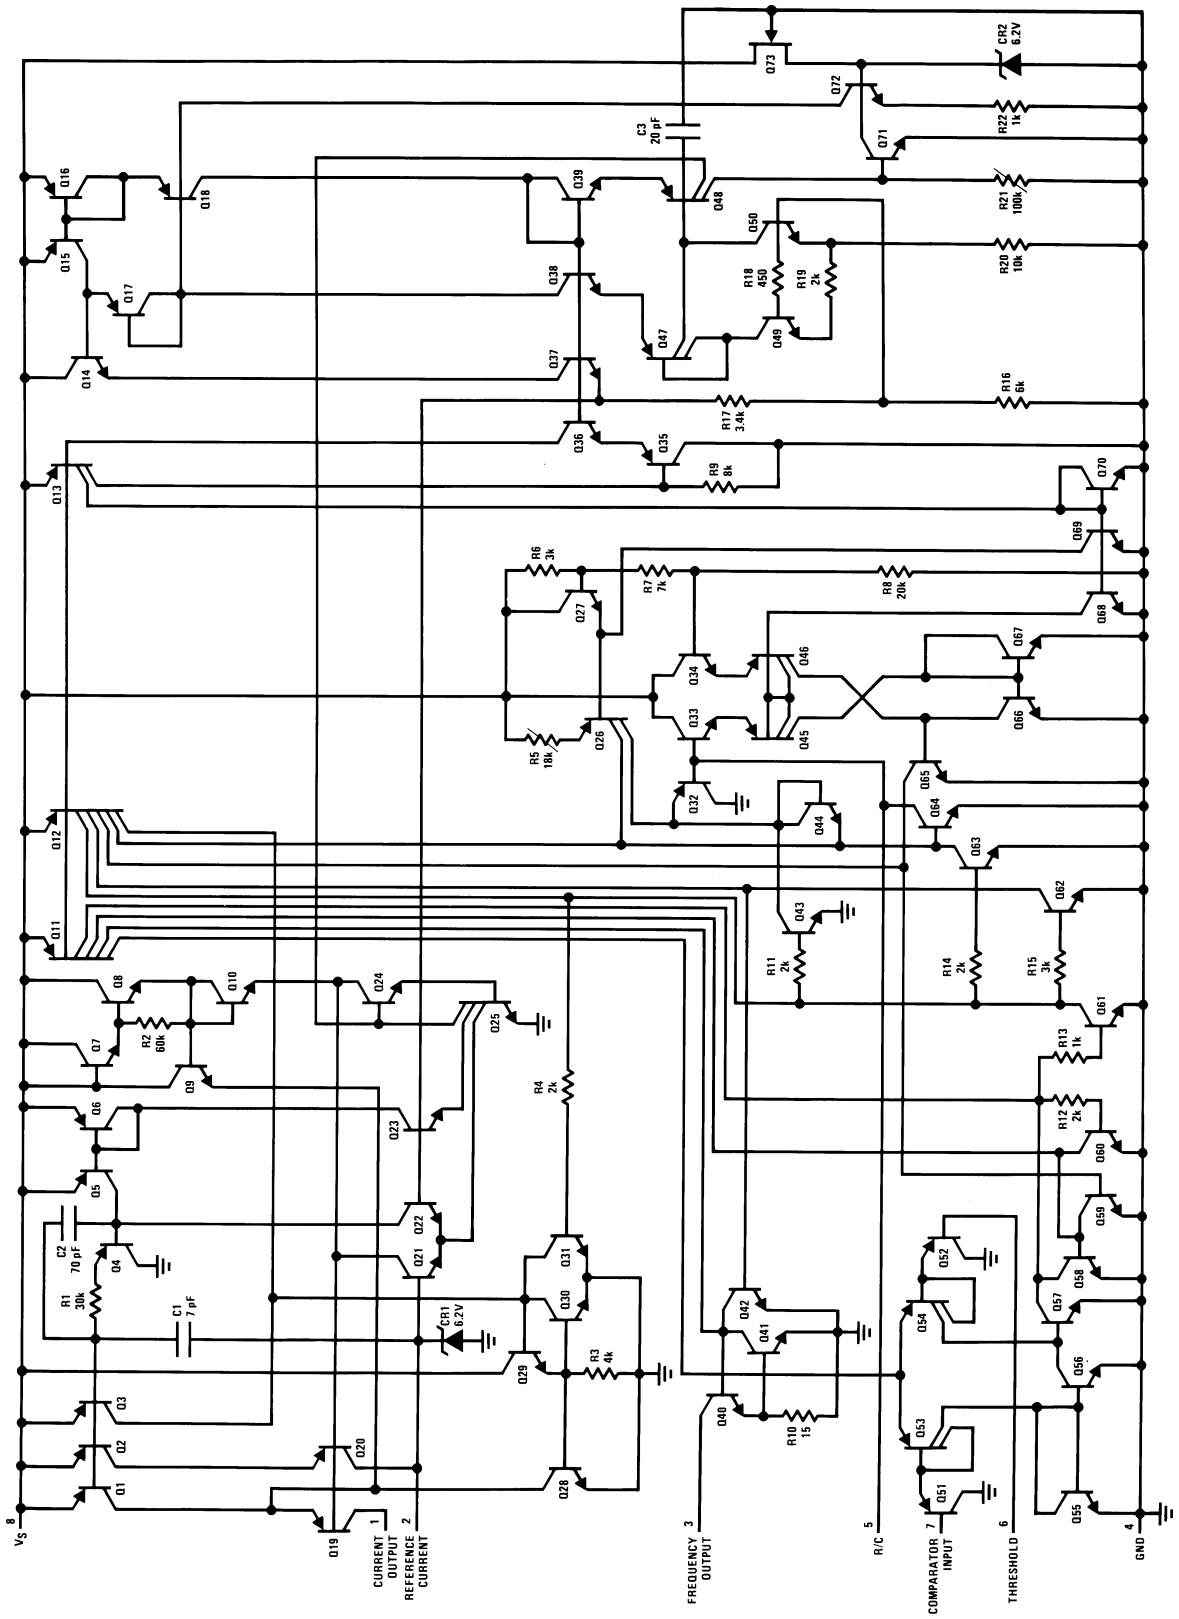 8
VS
Q1
Q2
Q3
R1
30k
C2
70 pF
Q4
Q5
Q6
Q7
Q8
Q11
Q12
Q13
Q14
Q15
Q16
C1
7 pF
R2
60k
Q9
Q10
Q17
Q18
Q19
Q20
CURRENT
OUTPUT
1
REFERENCE
CURRENT
2
CR1
6.2V
Q21
Q22
Q23
Q24
Q25
Q28
Q29
Q30
Q31
R3
4k
R4
2k
R5
18k
Q26
Q27
R6
3k
Q36
Q37
Q38
Q39
R7
7k
Q32
Q33
Q34
Q35
R9
8k
Q47
Q48
C3
20 pF
FREQUENCY
OUTPUT
3
Q40
Q41
Q42
R10
15
R11
2k
Q43
Q44
Q45
Q46
R17
3.4k
R18
450
R19
2k
Q49
Q50
Q73
R/C
5
R8
20k
Q71
Q72
COMPARATOR
INPUT
7
Q51
Q53
Q54
Q52
R14
2k
Q63
Q64
Q65
THRESHOLD
6
R15
3k
Q66
Q67
R16
6k
R20
10k
R21
100k
R22
1k
CR2
6.2V
Q55
Q56
Q57
Q58
Q59
Q60
R12
2k
R13
1k
Q61
Q62
Q68
Q69
Q70
GND
4